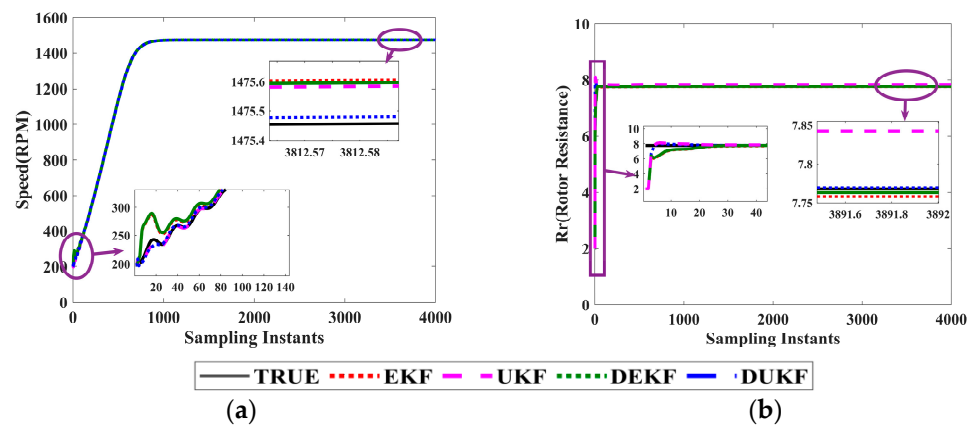 (a)
1600
1400
1200
1000
800
600
400
200
0
Speed(RPM)
0 1000 2000 3000 4000
Sampling Instants
1475.6
1475.5
1475.4
3812.57 3812.58
300
250
200
20 40 60 80 100 120 140
(b)
10
8
6
4
2
0
Rr(Rotor Resistance)
0 1000 2000 3000 4000
Sampling Instants
10
8
6
4
2
10 20 30 40
7.85
7.8
7.75
3891.6 3891.8 3892
TRUE EKF UKF DEKF DUKF
(a) (b)